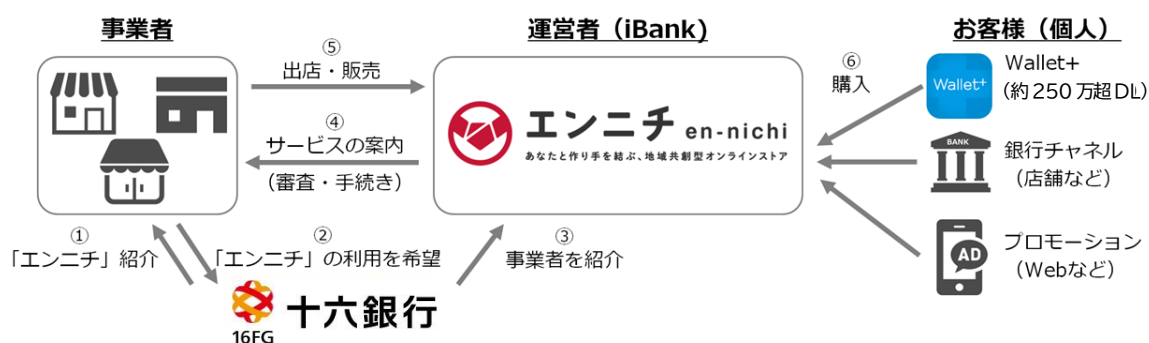 事業者
運営者（iBank)
お客様（個人）
⑤
出店・販売
④
サービスの案内
（審査・手続き）
エンニチ en-nichi
あなたと作り手を結ぶ、地域共創型オンラインストア
⑥
購入
Wallet+
Wallet+
（約250万超DL）
BANK
銀行チャネル
（店舗など）
AD
プロモーション
（Webなど）
①
「エンニチ」紹介
②
「エンニチ」の利用を希望
③
事業者を紹介
16FG
十六銀行